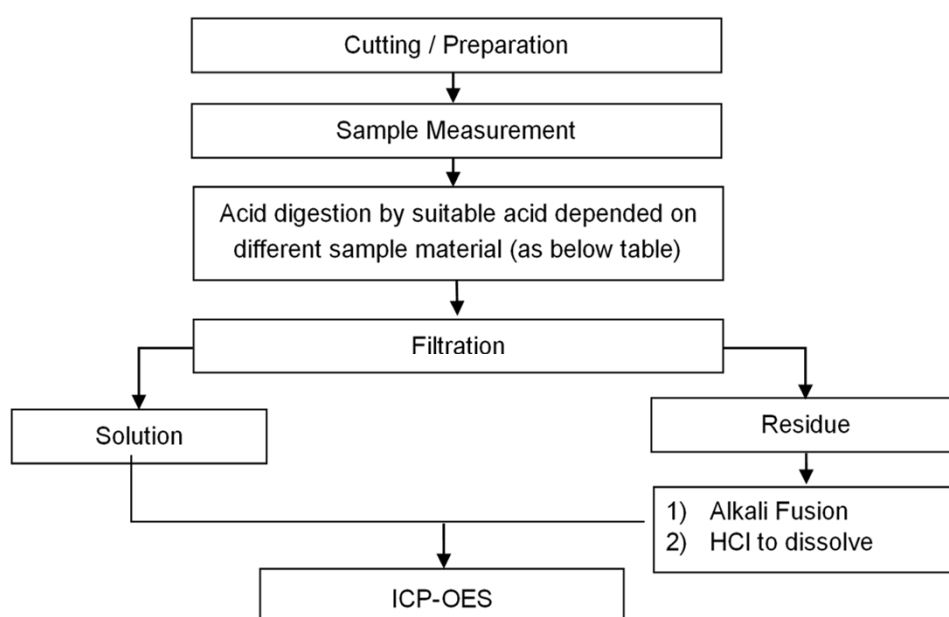 Cutting / Preparation
Sample Measurement
Acid digestion by suitable acid depended on
different sample material (as below table)
Filtration
Solution
Residue
1) Alkali Fusion
2) HCl to dissolve
ICP-OES